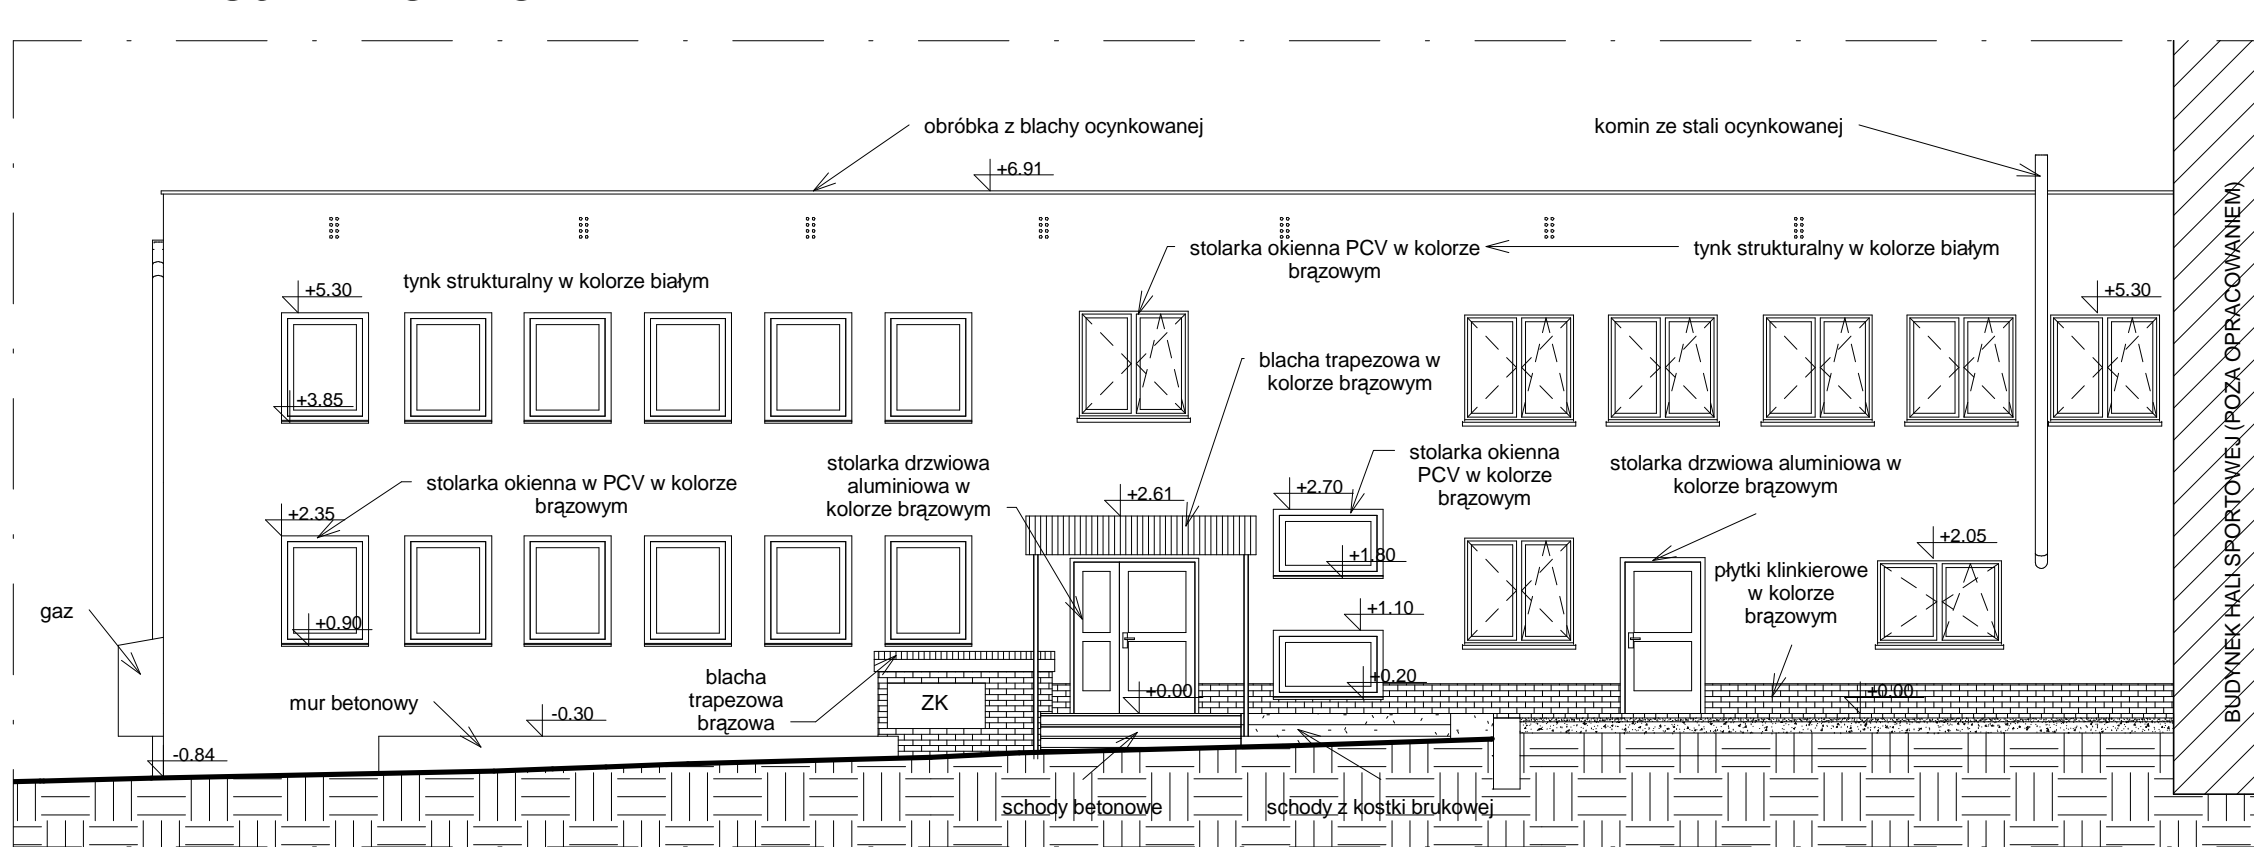 obróbka z blachy ocynkowanej
komin ze stali ocynkowanej
+6.91
stolarka okienna PCV w kolorze
brązowym
tynk strukturalny w kolorze białym
tynk strukturalny w kolorze białym
+5.30
+5.30
+3.85
blacha trapezowa w
kolorze brązowym
stolarka drzwiowa
aluminiowa w
kolorze brązowym
stolarka okienna
PCV w kolorze
brązowym
stolarka drzwiowa aluminiowa w
kolorze brązowym
stolarka okienna w PCV w kolorze
brązowym
+2.35
+2.61
+2.70
+1.80
+2.05
płytki klinkierowe
w kolorze
brązowym
gaz
+0.90
+1.10
+0.20
blacha
trapezowa
brązowa
mur betonowy
-0.30
ZK
+0.00
+0.00
-0.84
schody betonowe
schody z kostki brukowej
BUDYNEK HALI SPORTOWEJ (POZA OPRACOWANIEM)